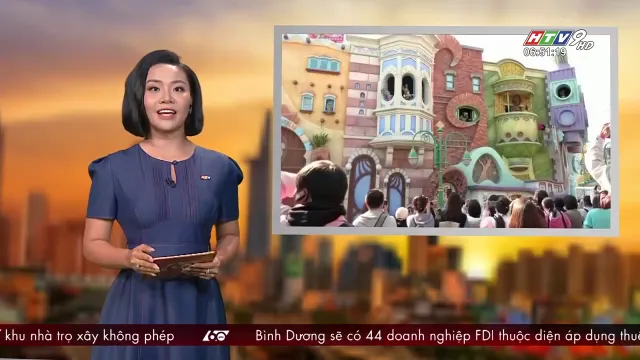 HTV9 HD
06:51:19
khu nhà trọ xây không phép
60 Bình Dương sẽ có 44 doanh nghiệp FDI thuộc diện áp dụng thuế